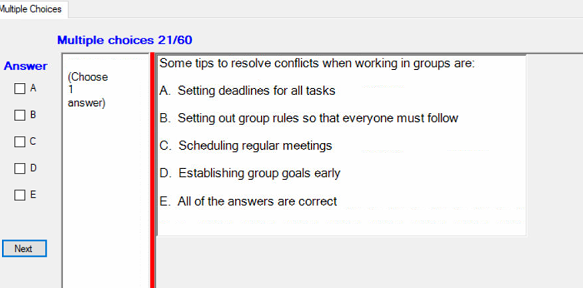 Multiple Choices
Multiple choices 21/60
Answer
A
B
C
D
E
Next
(Choose
1
answer)
Some tips to resolve conflicts when working in groups are:
A. Setting deadlines for all tasks
B. Setting out group rules so that everyone must follow
C. Scheduling regular meetings
D. Establishing group goals early
E. All of the answers are correct